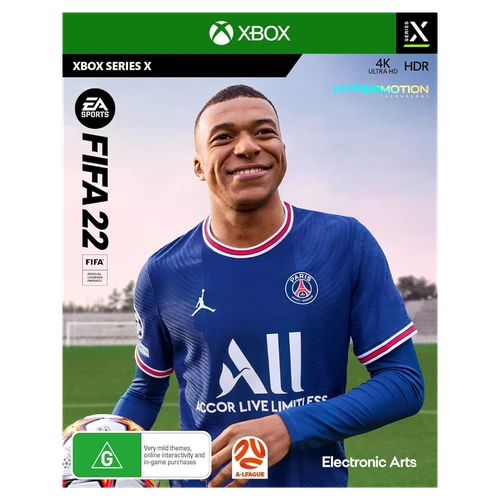 XBOX
SERIES X
XBOX SERIES X
4K
ULTRA HD
HDR
HYPERMOTION
TECHNOLOGY
EA
SPORTS
FIFA 22
FIFA
OFFICIAL
LICENSED
PRODUCT
PARIS
All
ACCOR LIVE LIMITLESS
G
Very mild themes,
online interactivity and
in-game purchases
A-LEAGUE
Electronic Arts